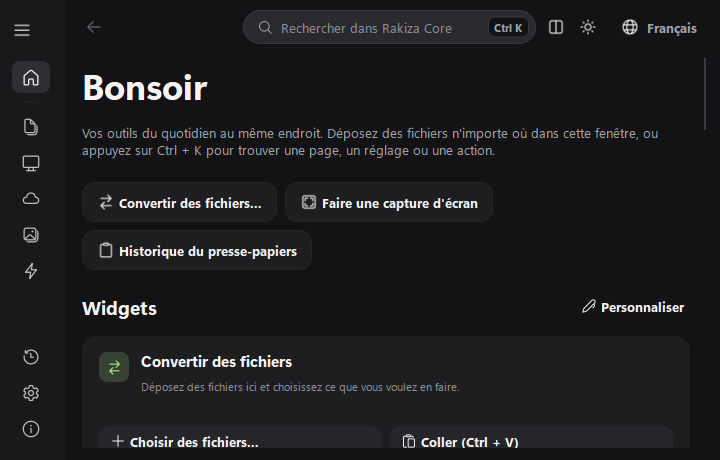 Rechercher dans Rakiza Core
Ctrl K
Français
Bonsoir
Vos outils du quotidien au même endroit. Déposez des fichiers n'importe où dans cette fenêtre, ou
appuyez sur Ctrl + K pour trouver une page, un réglage ou une action.
Convertir des fichiers...
Faire une capture d'écran
Historique du presse-papiers
Widgets
Personnaliser
Convertir des fichiers
Déposez des fichiers ici et choisissez ce que vous voulez en faire.
Choisir des fichiers...
Coller (Ctrl + V)